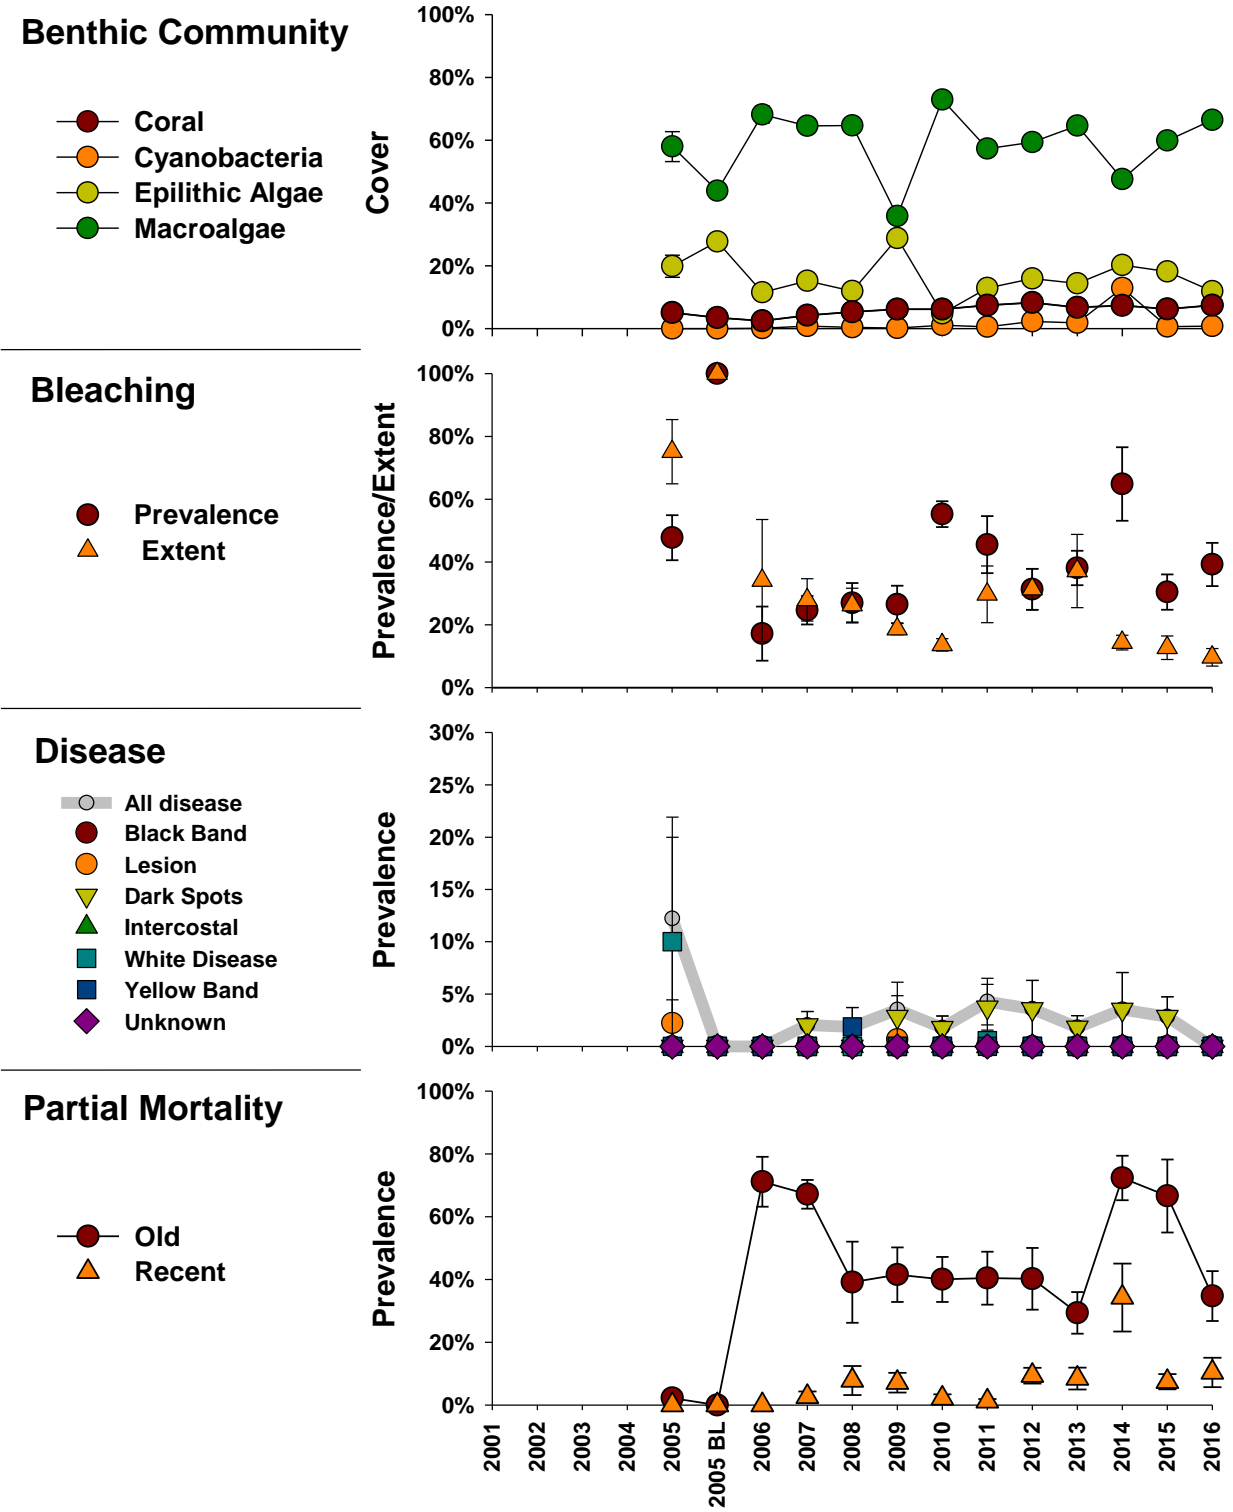 Benthic Community
Coral
Cyanobacteria
Epilithic Algae
Macroalgae
Cover
100%
80%
60%
40%
20%
0%
Bleaching
Prevalence
Extent
Prevalence/Extent
100%
80%
60%
40%
20%
0%
Disease
All disease
Black Band
Lesion
Dark Spots
Intercostal
White Disease
Yellow Band
Unknown
Prevalence
30%
25%
20%
15%
10%
5%
0%
Partial Mortality
Old
Recent
Prevalence
100%
80%
60%
40%
20%
0%
2001
2002
2003
2004
2005
2005 BL
2006
2007
2008
2009
2010
2011
2012
2013
2014
2015
2016